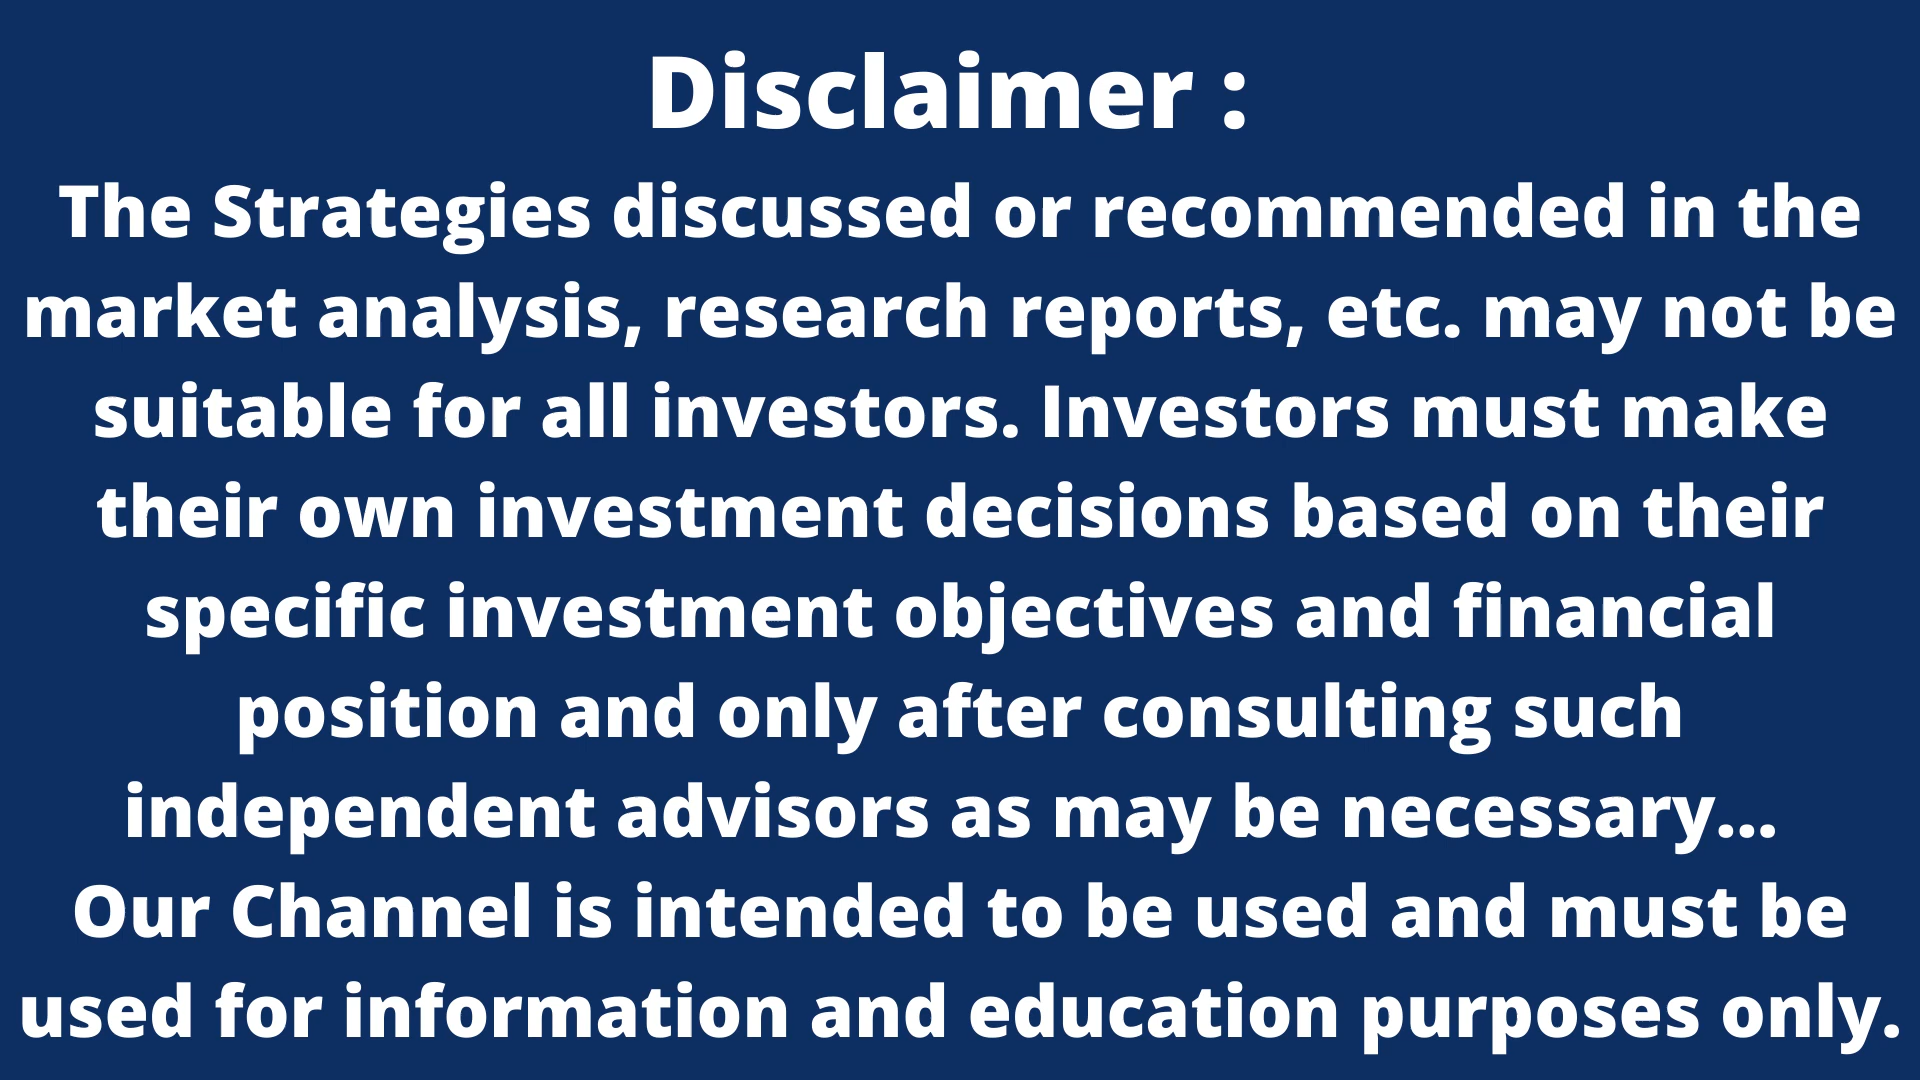 Disclaimer :
The Strategies discussed or recommended in the
market analysis, research reports, etc. may not be
suitable for all investors. Investors must make
their own investment decisions based on their
specific investment objectives and financial
position and only after consulting such
independent advisors as may be necessary...
Our Channel is intended to be used and must be
used for information and education purposes only.